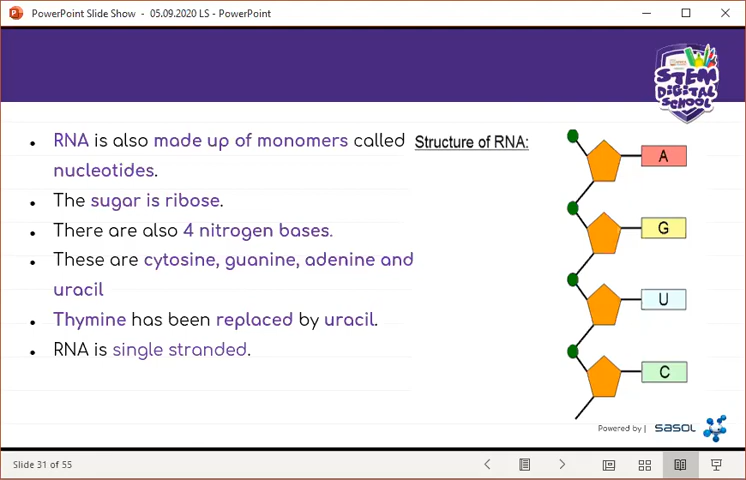 PowerPoint Slide Show - 05.09.2020 LS - PowerPoint
STEM
DIGITAL
SCHOOL
RNA is also made up of monomers called
nucleotides.
The sugar is ribose.
There are also 4 nitrogen bases.
These are cytosine, guanine, adenine and
uracil
Thymine has been replaced by uracil.
RNA is single stranded.
Structure of RNA:
A
G
U
C
Powered by | sasol
Slide 31 of 55